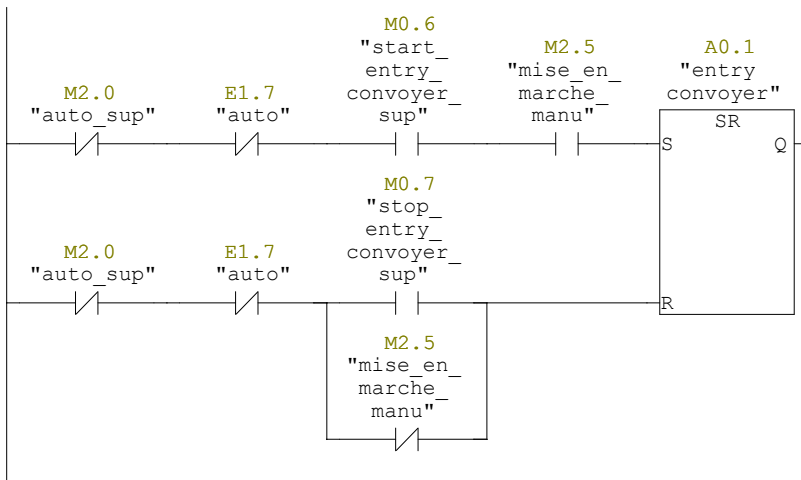 M2.0
"auto_sup"
E1.7
"auto"
M0.6
"start_
entry_
convoyer_
sup"
M2.5
"mise_en_
marche_
manu"
A0.1
"entry
convoyer"
SR
S
Q
M2.0
"auto_sup"
E1.7
"auto"
M0.7
"stop_
entry_
convoyer_
sup"
R
M2.5
"mise_en_
marche_
manu"